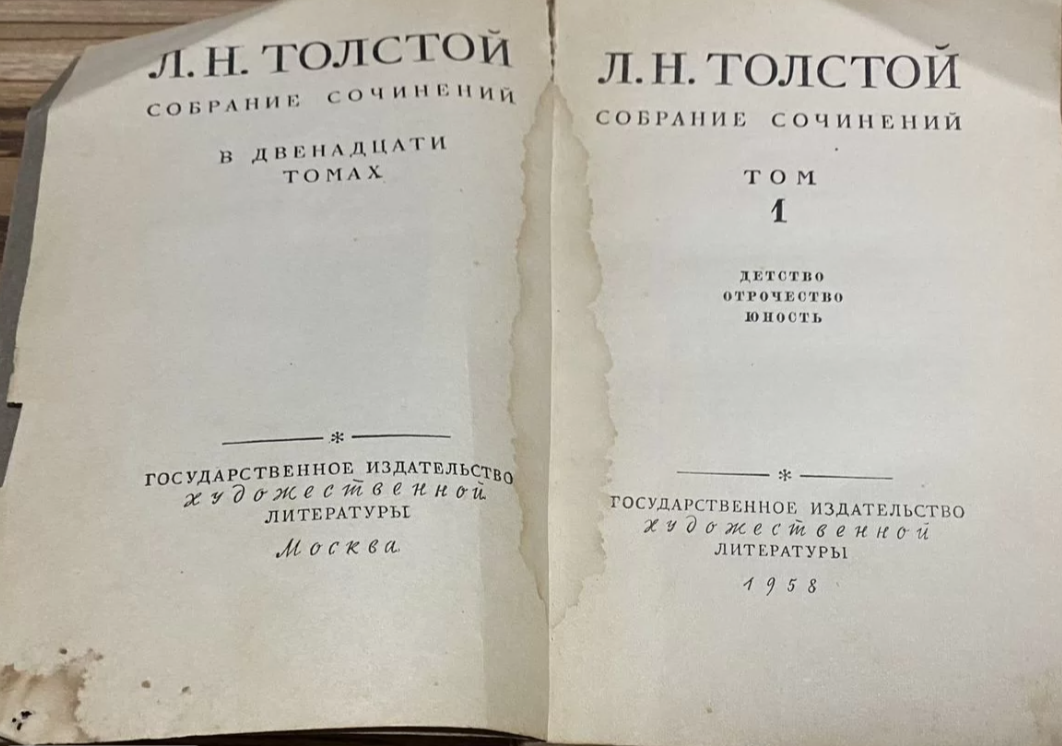 Л. Н. ТОЛСТОЙ
СОБРАНИЕ СОЧИНЕНИЙ
В ДВЕНАДЦАТИ
ТОМАХ
*
ГОСУДАРСТВЕННОЕ ИЗДАТЕЛЬСТВО
художественной
ЛИТЕРАТУРЫ
Москва
Л. Н. ТОЛСТОЙ
СОБРАНИЕ СОЧИНЕНИЙ
ТОМ
1
ДЕТСТВО
ОТРОЧЕСТВО
ЮНОСТЬ
*
ГОСУДАРСТВЕННОЕ ИЗДАТЕЛЬСТВО
художественной
ЛИТЕРАТУРЫ
1958